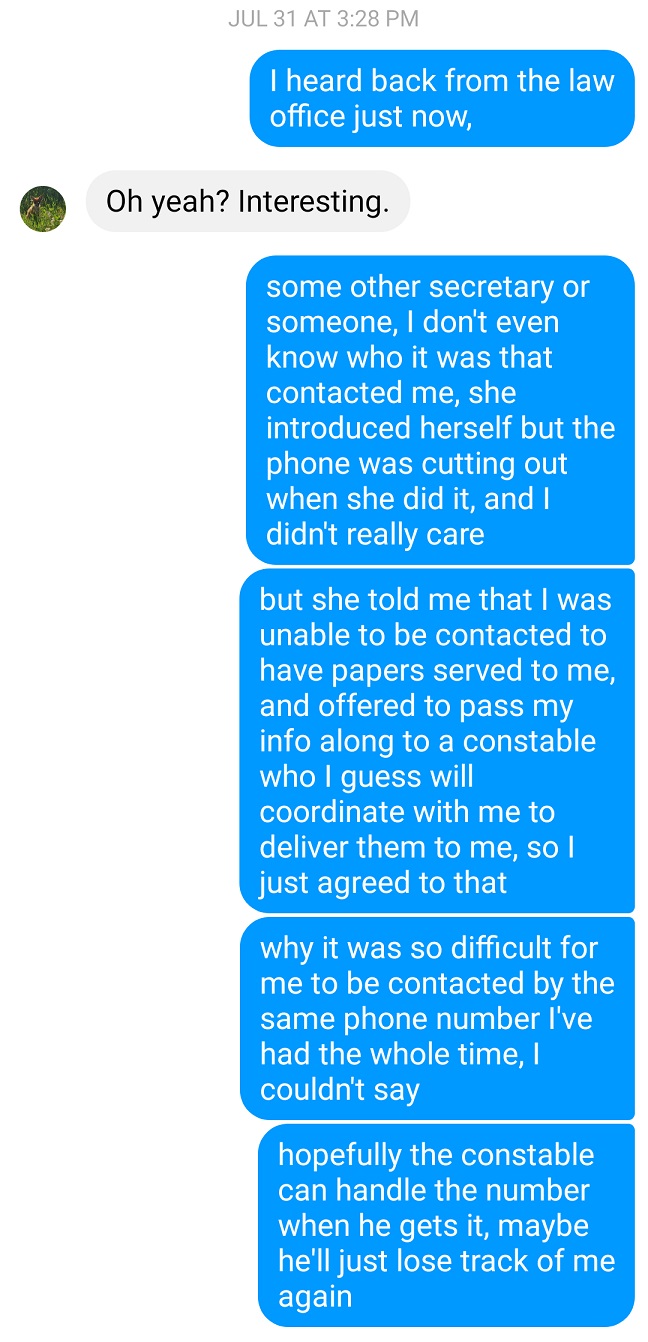 JUL 31 AT 3:28 PM
I heard back from the law
office just now,
Oh yeah? Interesting.
some other secretary or
someone, I don't even
know who it was that
contacted me, she
introduced herself but the
phone was cutting out
when she did it, and I
didn't really care
but she told me that I was
unable to be contacted to
have papers served to me,
and offered to pass my
info along to a constable
who I guess will
coordinate with me to
deliver them to me, so I
just agreed to that
why it was so difficult for
me to be contacted by the
same phone number I've
had the whole time, I
couldn't say
hopefully the constable
can handle the number
when he gets it, maybe
he'll just lose track of me
again